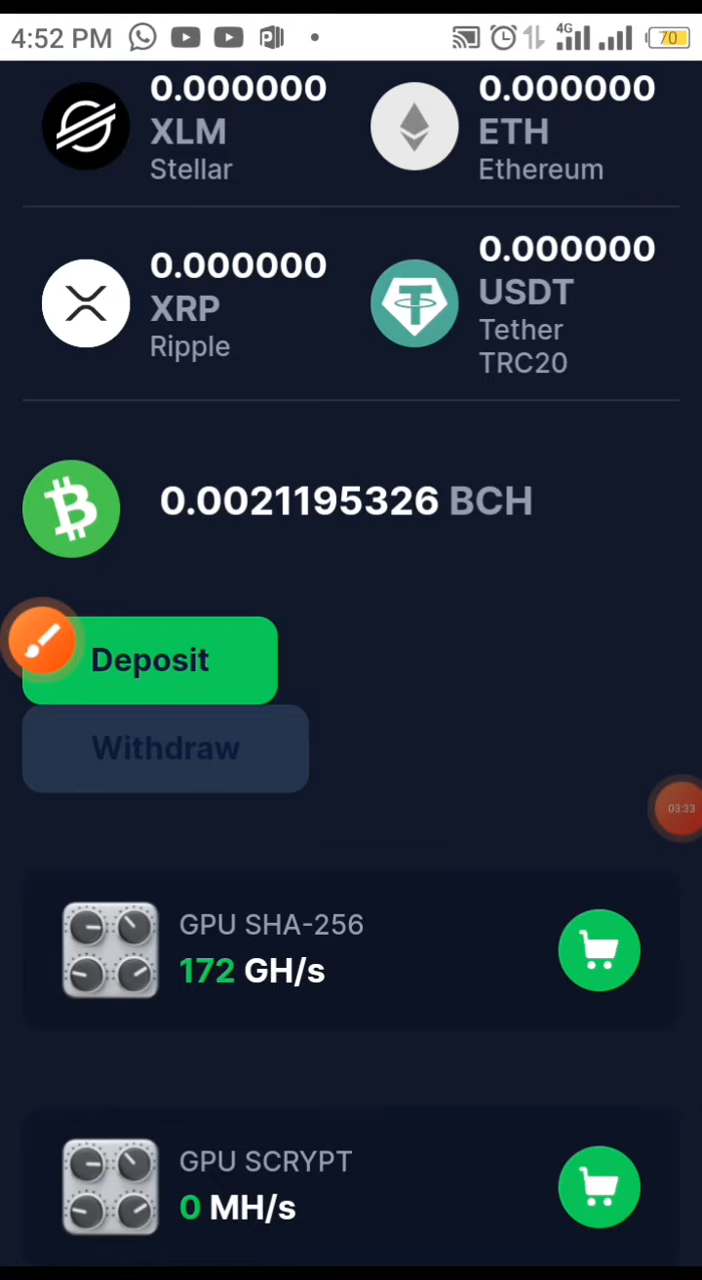 4:52 PM 4G 70
0.000000 0.000000
XLM ETH
Stellar Ethereum
0.000000 0.000000
XRP USDT
Ripple Tether
TRC20
0.0021195326 BCH
Deposit
Withdraw
03:33
GPU SHA-256
172 GH/s
GPU SCRYPT
0 MH/s